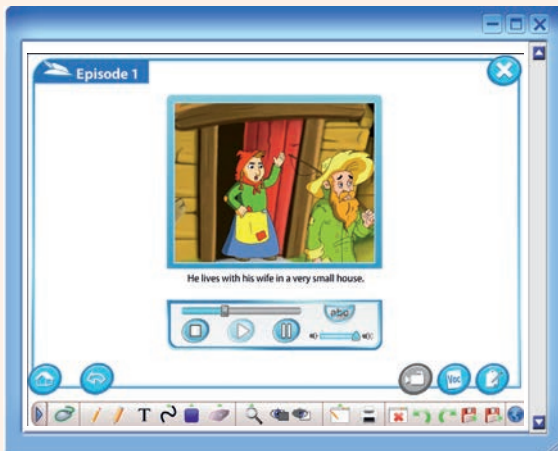 Episode 1
He lives with his wife in a very small house.
abc
Voc
T